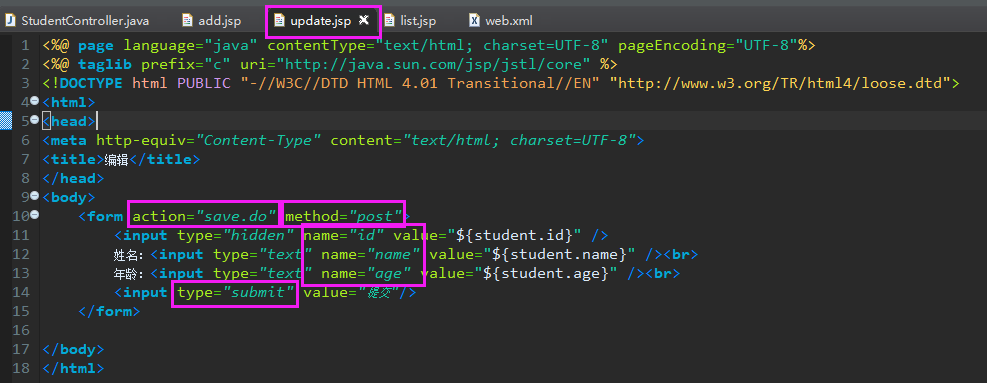 StudentController.java add.jsp update.jsp list.jsp web.xml
1 <%@ page language="java" contentType="text/html; charset=UTF-8" pageEncoding="UTF-8"%>
2 <%@ taglib prefix="c" uri="http://java.sun.com/jsp/jstl/core" %>
3 <!DOCTYPE html PUBLIC "-//W3C//DTD HTML 4.01 Transitional//EN" "http://www.w3.org/TR/html4/loose.dtd">
4 <html>
5 <head>
6 <meta http-equiv="Content-Type" content="text/html; charset=UTF-8">
7 <title>编辑</title>
8 </head>
9 <body>
10 <form action="save.do" method="post">
11 <input type="hidden" name="id" value="${student.id}" />
12 姓名：<input type="text" name="name" value="${student.name}" /><br>
13 年龄：<input type="text" name="age" value="${student.age}" /><br>
14 <input type="submit" value="提交"/>
15 </form>
16
17 </body>
18 </html>